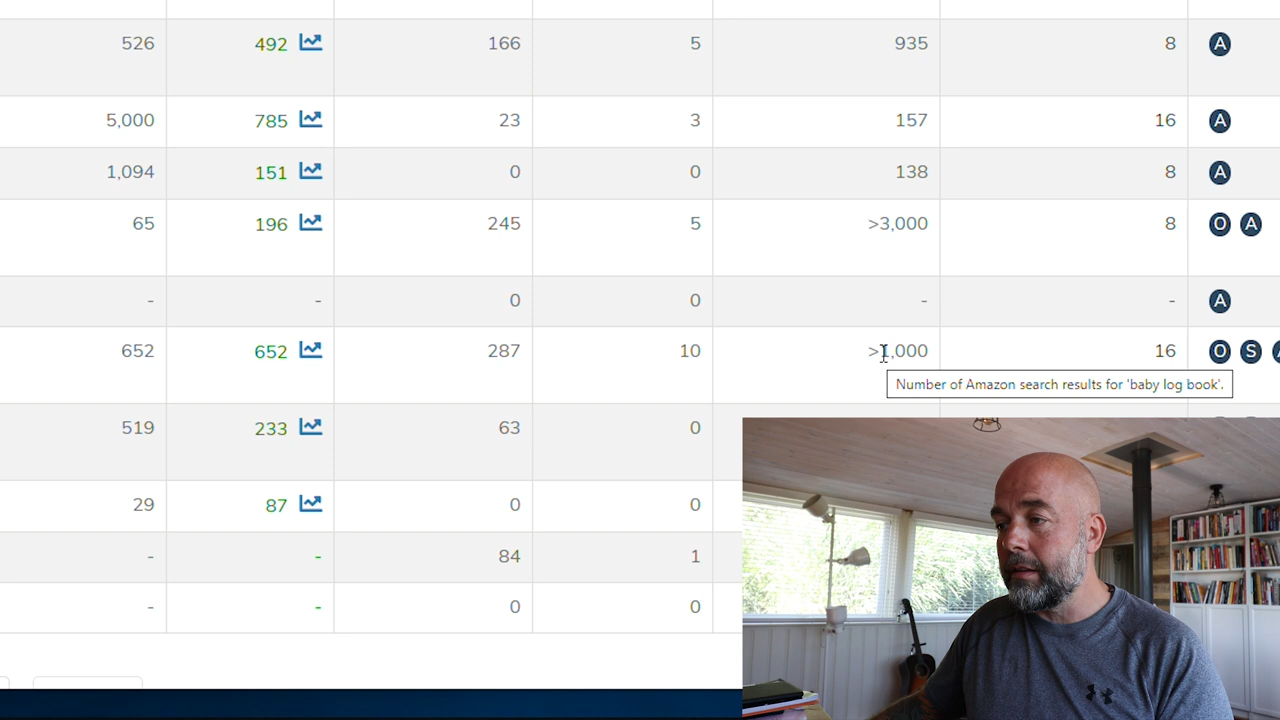 526 492 166 5 935 8 A
5,000 785 23 3 157 16 A
1,094 151 0 0 138 8 A
65 196 245 5 >3,000 8 O A
- - 0 0 - - A
652 652 287 10 >1,000 16 O S
Number of Amazon search results for 'baby log book'.
519 233 63 0
29 87 0 0
- - 84 1
- - 0 0